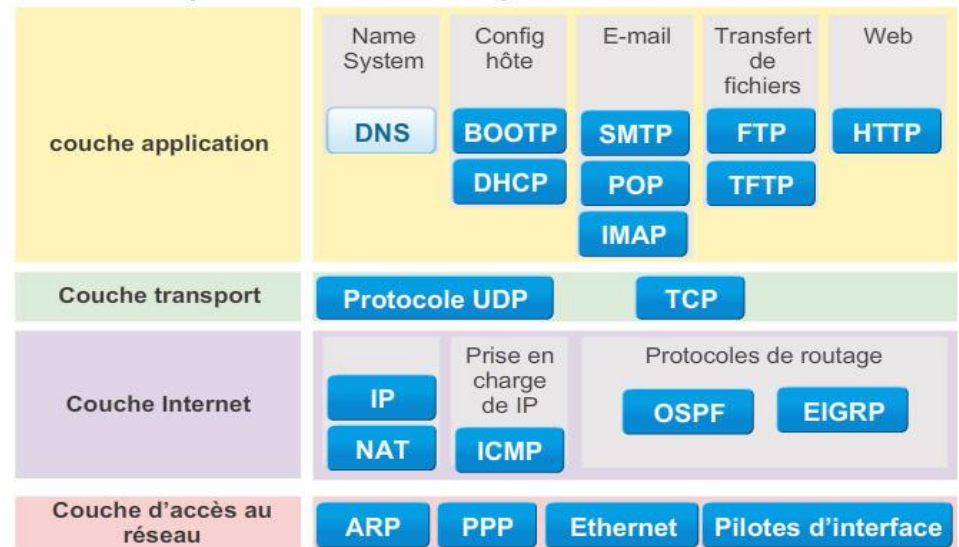 Name System
Config hôte
E-mail
Transfert de fichiers
Web
couche application
DNS
BOOTP
SMTP
FTP
HTTP
DHCP
POP
TFTP
IMAP
Couche transport
Protocole UDP
TCP
Couche Internet
IP
NAT
Prise en charge de IP
ICMP
Protocoles de routage
OSPF
EIGRP
Couche d'accès au réseau
ARP
PPP
Ethernet
Pilotes d'interface